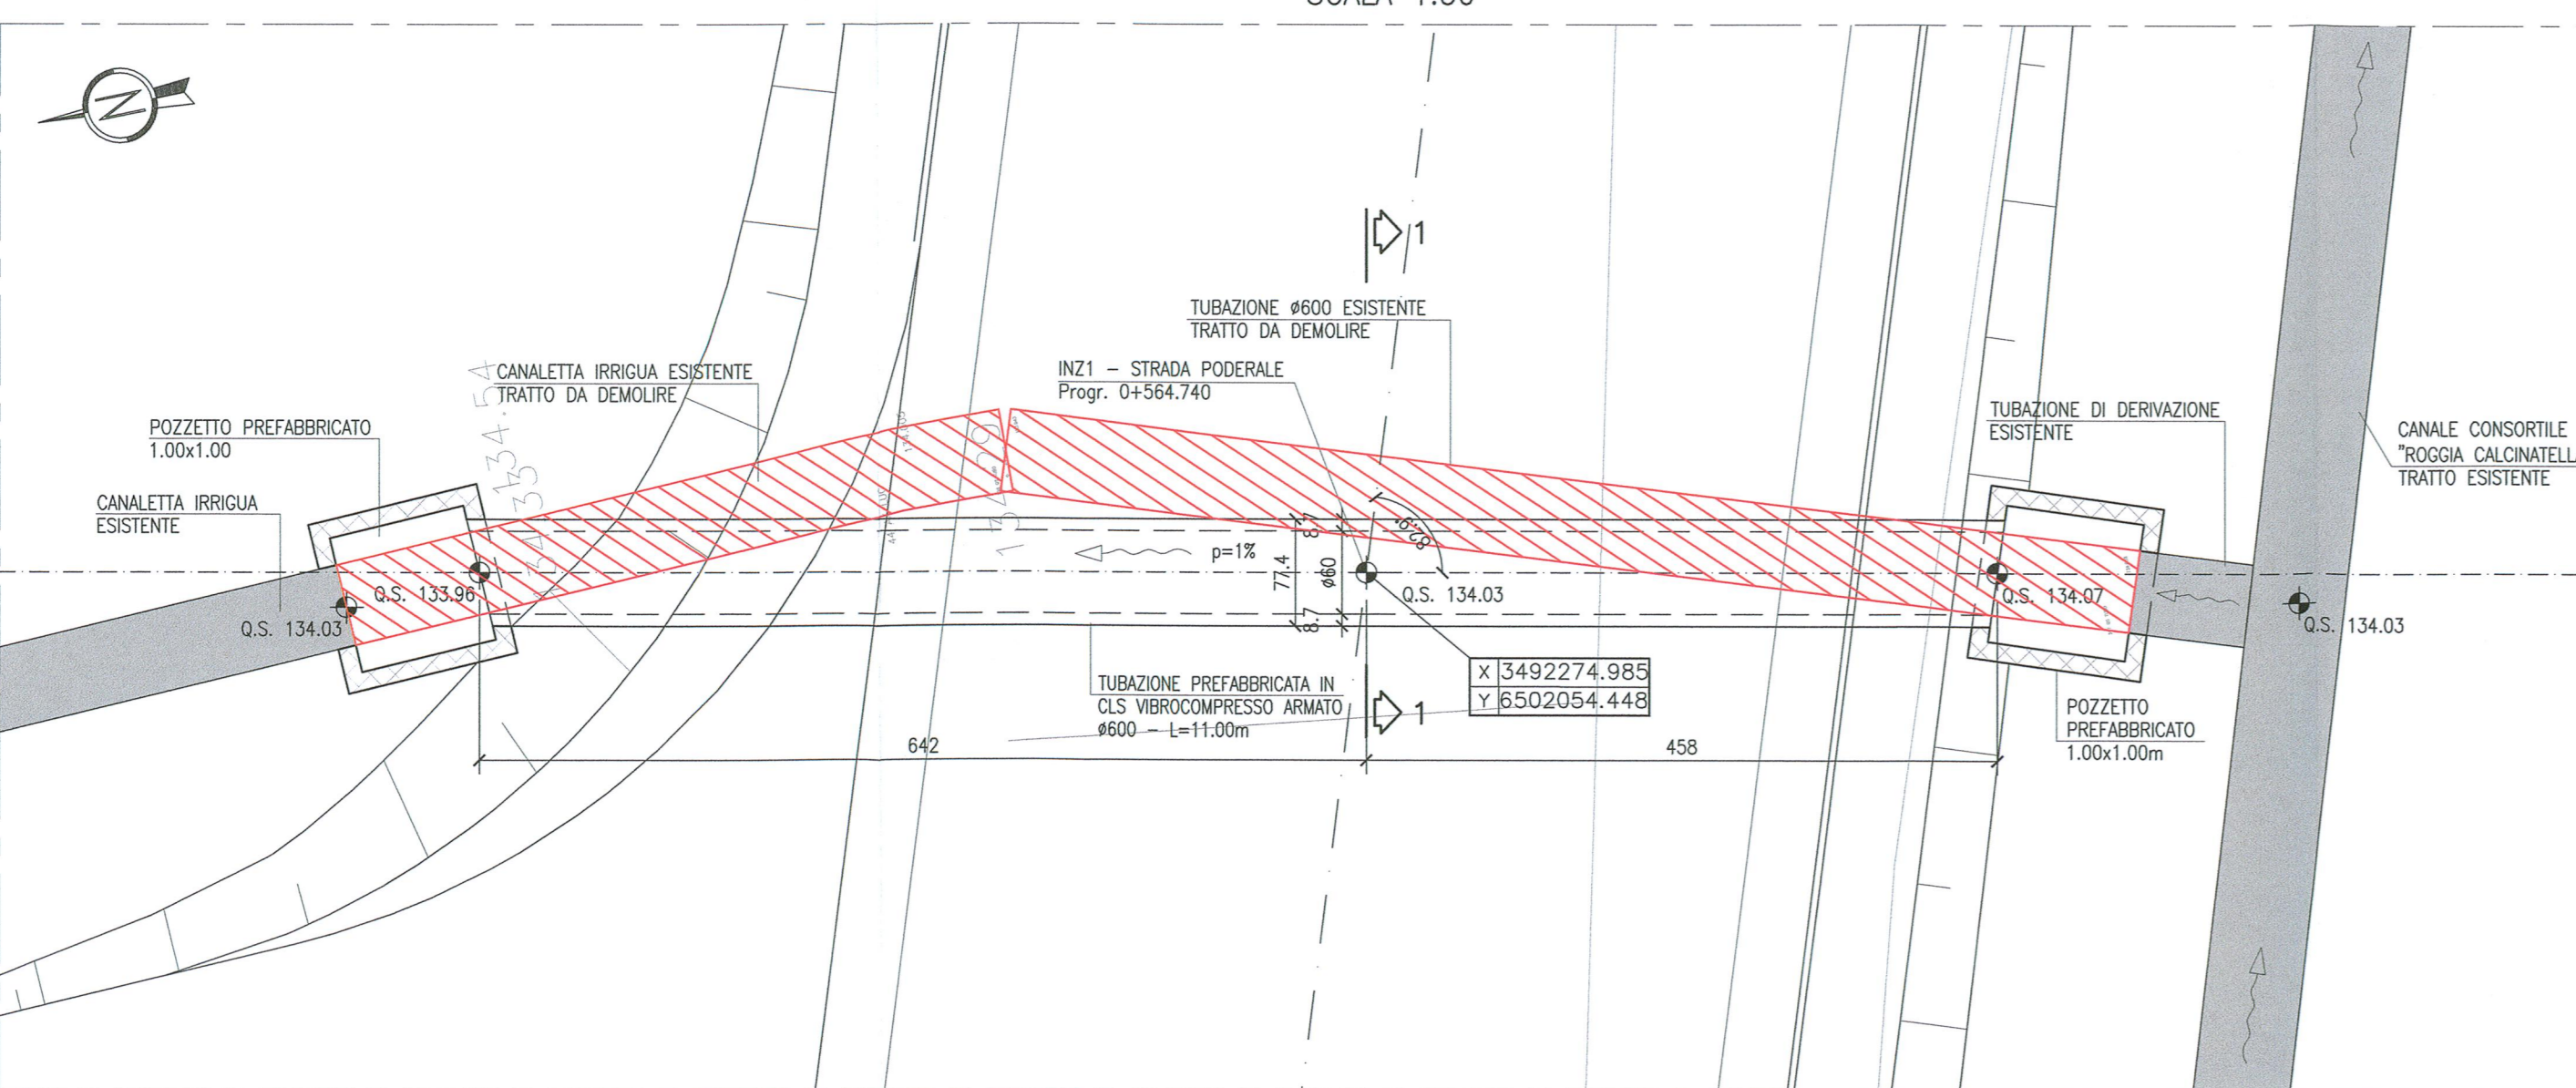 SCALA 1:50
N
1
TUBAZIONE ø600 ESISTENTE
TRATTO DA DEMOLIRE
INZ1 – STRADA PODERALE
Progr. 0+564.740
CANALETTA IRRIGUA ESISTENTE
TRATTO DA DEMOLIRE
134.54
POZZETTO PREFABBRICATO
1.00x1.00
CANALETTA IRRIGUA
ESISTENTE
TUBAZIONE DI DERIVAZIONE
ESISTENTE
CANALE CONSORTILE
"ROGGIA CALCINATELL
TRATTO ESISTENTE
p=1%
8.7
77.4
8.7
ø60
Q.S. 133.96
Q.S. 134.03
Q.S. 134.03
Q.S. 134.07
Q.S. 134.03
X 3492274.985
Y 6502054.448
TUBAZIONE PREFABBRICATA IN
CLS VIBROCOMPRESSO ARMATO
ø600 – L=11.00m
1
POZZETTO
PREFABBRICATO
1.00x1.00m
642
458